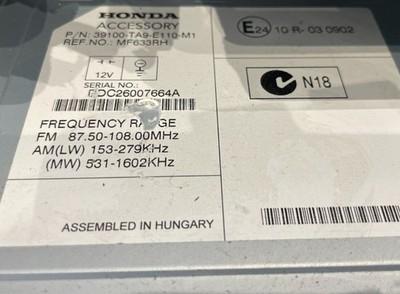 HONDA
ACCESSORY
P/N: 39100-TA9-E110-M1
REF.NO.: MF633RH
12V
SERIAL NO.:
EDC26007664A
FREQUENCY RANGE
FM 87.50-108.00MHz
AM(LW) 153-279KHz
(MW) 531-1602KHz
ASSEMBLED IN HUNGARY
E24 10 R- 03 0902
N18